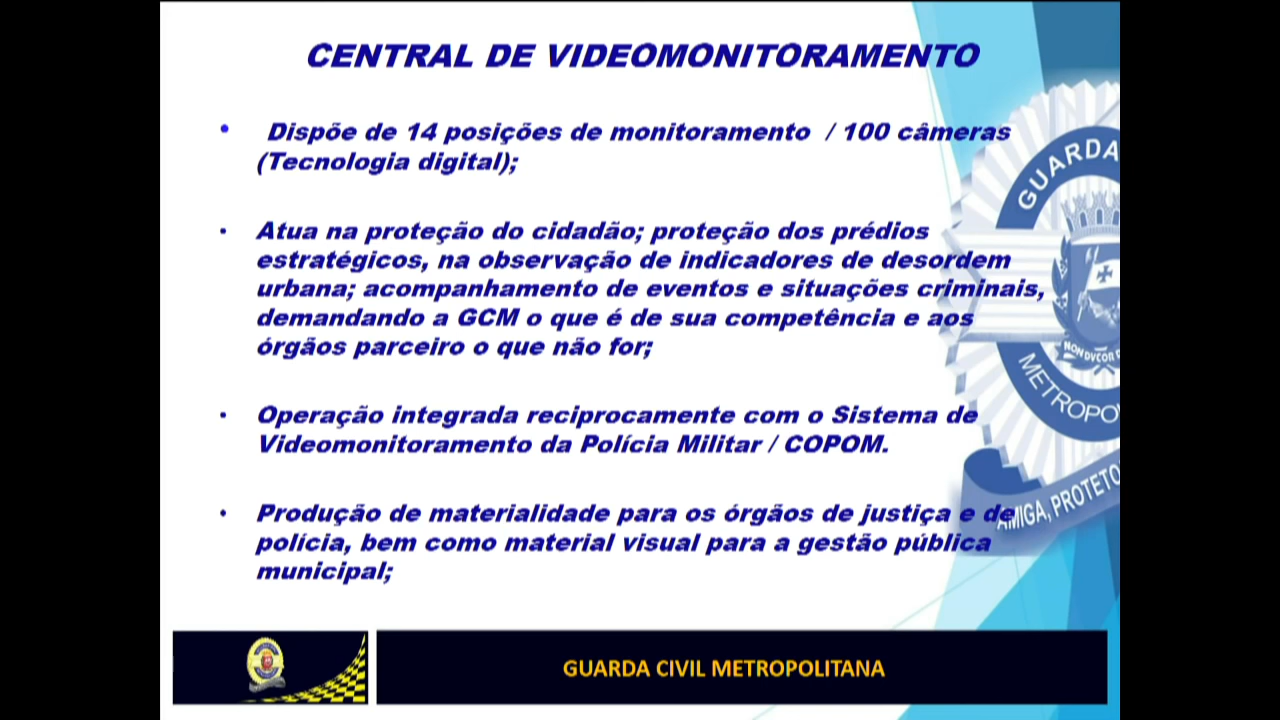 CENTRAL DE VIDEOMONITORAMENTO
• Dispõe de 14 posições de monitoramento / 100 câmeras
(Tecnologia digital);
• Atua na proteção do cidadão; proteção dos prédios
estratégicos, na observação de indicadores de desordem
urbana; acompanhamento de eventos e situações criminais,
demandando a GCM o que é de sua competência e aos
órgãos parceiro o que não for;
• Operação integrada reciprocamente com o Sistema de
Videomonitoramento da Polícia Militar / COPOM.
• Produção de materialidade para os órgãos de justiça e de
polícia, bem como material visual para a gestão pública
municipal;
GUARDA
NON DVCOR
METROPO
AMIGA, PROTETO
GUARDA CIVIL METROPOLITANA